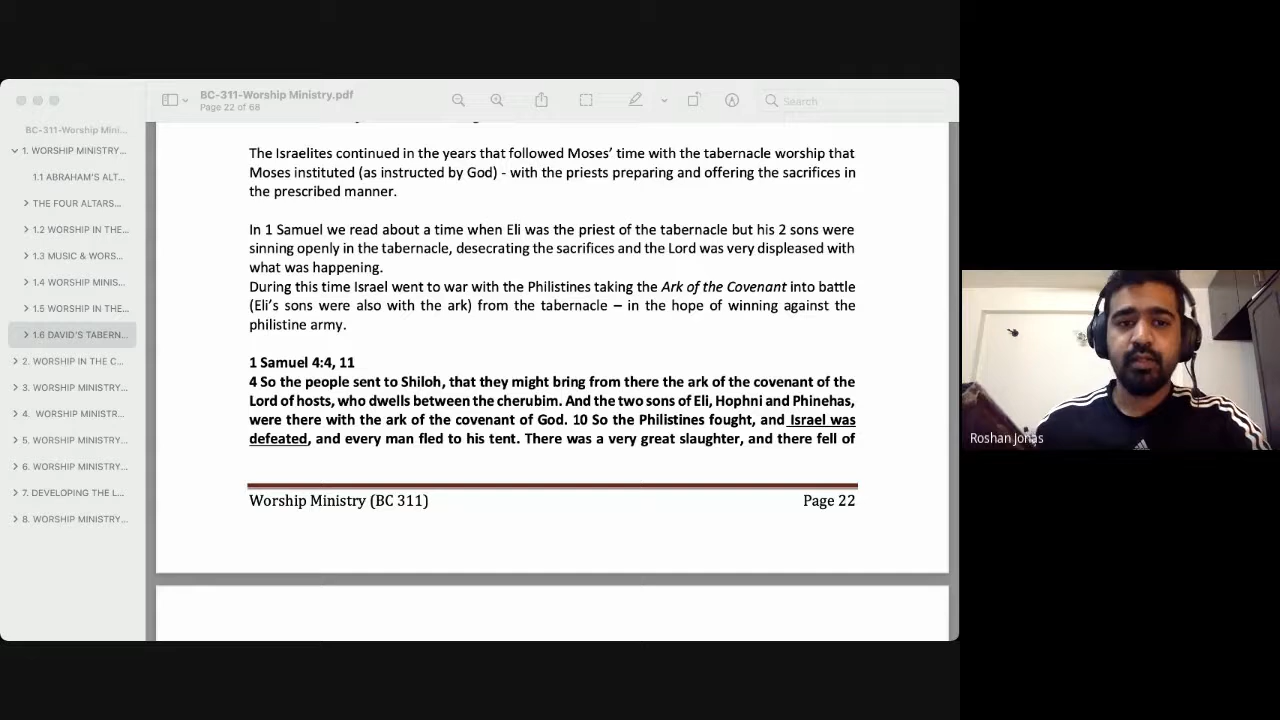 BC-311-Worship Ministry.pdf
Page 22 of 68
Search
BC-311-Worship Mini...
1. WORSHIP MINISTRY...
1.1 ABRAHAM'S ALT...
THE FOUR ALTARS...
1.2 WORSHIP IN THE...
1.3 MUSIC & WORS...
1.4 WORSHIP MINIS...
1.5 WORSHIP IN THE...
1.6 DAVID'S TABERN...
2. WORSHIP IN THE C...
3. WORSHIP MINISTRY...
4. WORSHIP MINISTR...
5. WORSHIP MINISTRY...
6. WORSHIP MINISTRY...
7. DEVELOPING THE L...
8. WORSHIP MINISTRY...
The Israelites continued in the years that followed Moses' time with the tabernacle worship that
Moses instituted (as instructed by God) - with the priests preparing and offering the sacrifices in
the prescribed manner.
In 1 Samuel we read about a time when Eli was the priest of the tabernacle but his 2 sons were
sinning openly in the tabernacle, desecrating the sacrifices and the Lord was very displeased with
what was happening.
During this time Israel went to war with the Philistines taking the Ark of the Covenant into battle
(Eli's sons were also with the ark) from the tabernacle – in the hope of winning against the
philistine army.
1 Samuel 4:4, 11
4 So the people sent to Shiloh, that they might bring from there the ark of the covenant of the
Lord of hosts, who dwells between the cherubim. And the two sons of Eli, Hophni and Phinehas,
were there with the ark of the covenant of God. 10 So the Philistines fought, and Israel was
defeated, and every man fled to his tent. There was a very great slaughter, and there fell of
Worship Ministry (BC 311)
Page 22
Roshan Jonas